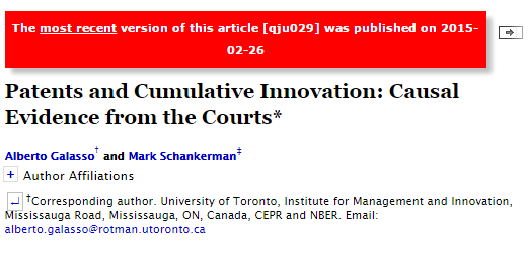 The most recent version of this article [qju029] was published on 2015-
02-26
Patents and Cumulative Innovation: Causal
Evidence from the Courts*
Alberto Galasso† and Mark Schankerman‡
+ Author Affiliations
‡Corresponding author. University of Toronto, Institute for Management and Innovation,
Mississauga Road, Mississauga, ON, Canada, CEPR and NBER. Email:
alberto.galasso@rotman.utoronto.ca